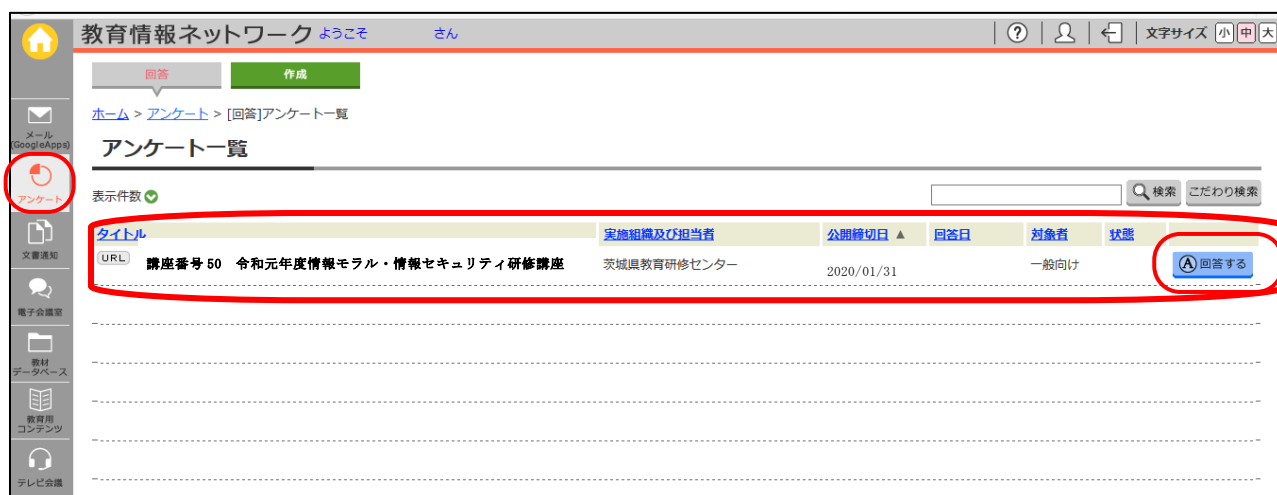 教育情報ネットワーク ようこそ さん
文字サイズ 小 中 大
回答 作成
ホーム > アンケート > [回答]アンケート一覧
アンケート一覧
表示件数
検索 こだわり検索
タイトル 実施組織及び担当者 公開締切日 ▲ 回答日 対象者 状態
URL 講座番号 50 令和元年度情報モラル・情報セキュリティ研修講座 茨城県教育研修センター 2020/01/31 一般向け A 回答する
メール
(GoogleApps)
アンケート
文書通知
電子会議室
教材
データベース
教育用
コンテンツ
テレビ会議